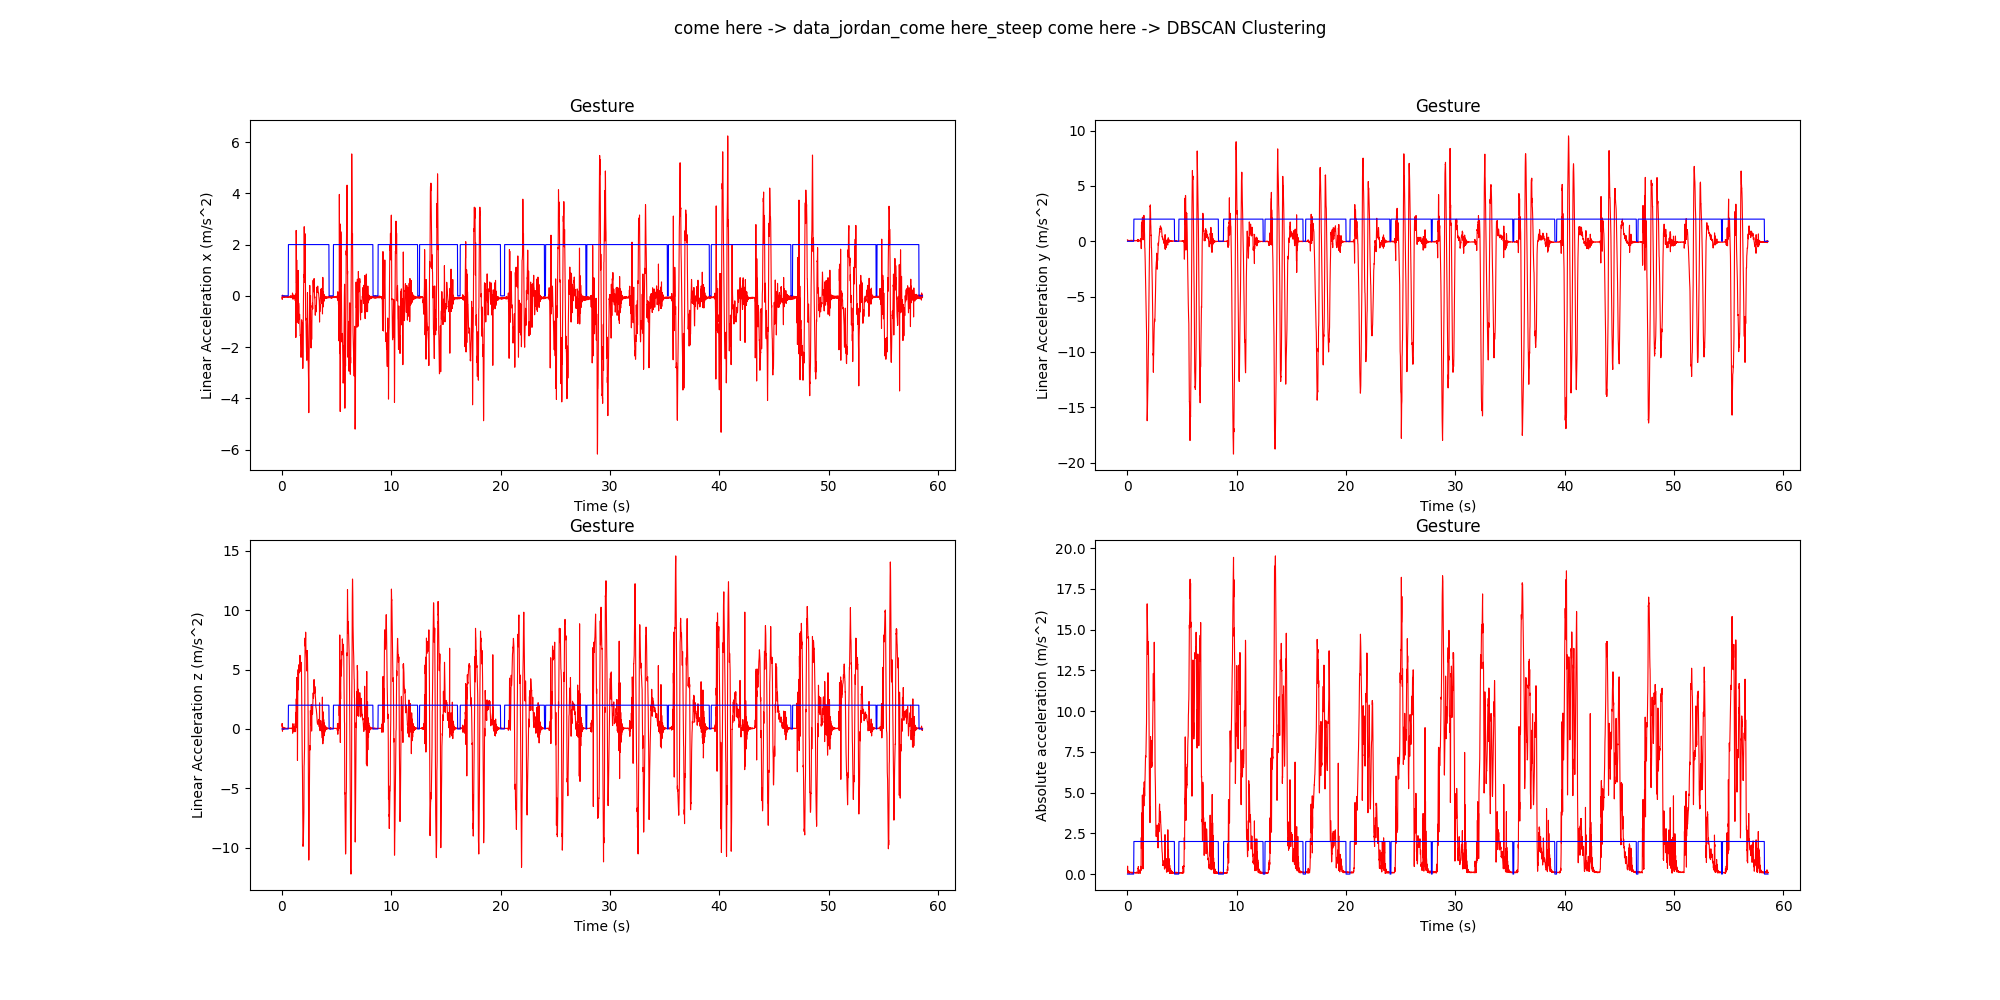 come here -> data_jordan_come here_steep come here -> DBSCAN Clustering
Gesture
Linear Acceleration x (m/s^2)
6
4
2
0
−2
−4
−6
0 10 20 30 40 50 60
Time (s)
Gesture
Linear Acceleration y (m/s^2)
10
5
0
−5
−10
−15
−20
0 10 20 30 40 50 60
Time (s)
Gesture
Linear Acceleration z (m/s^2)
15
10
5
0
−5
−10
0 10 20 30 40 50 60
Time (s)
Gesture
Absolute acceleration (m/s^2)
20.0
17.5
15.0
12.5
10.0
7.5
5.0
2.5
0.0
0 10 20 30 40 50 60
Time (s)